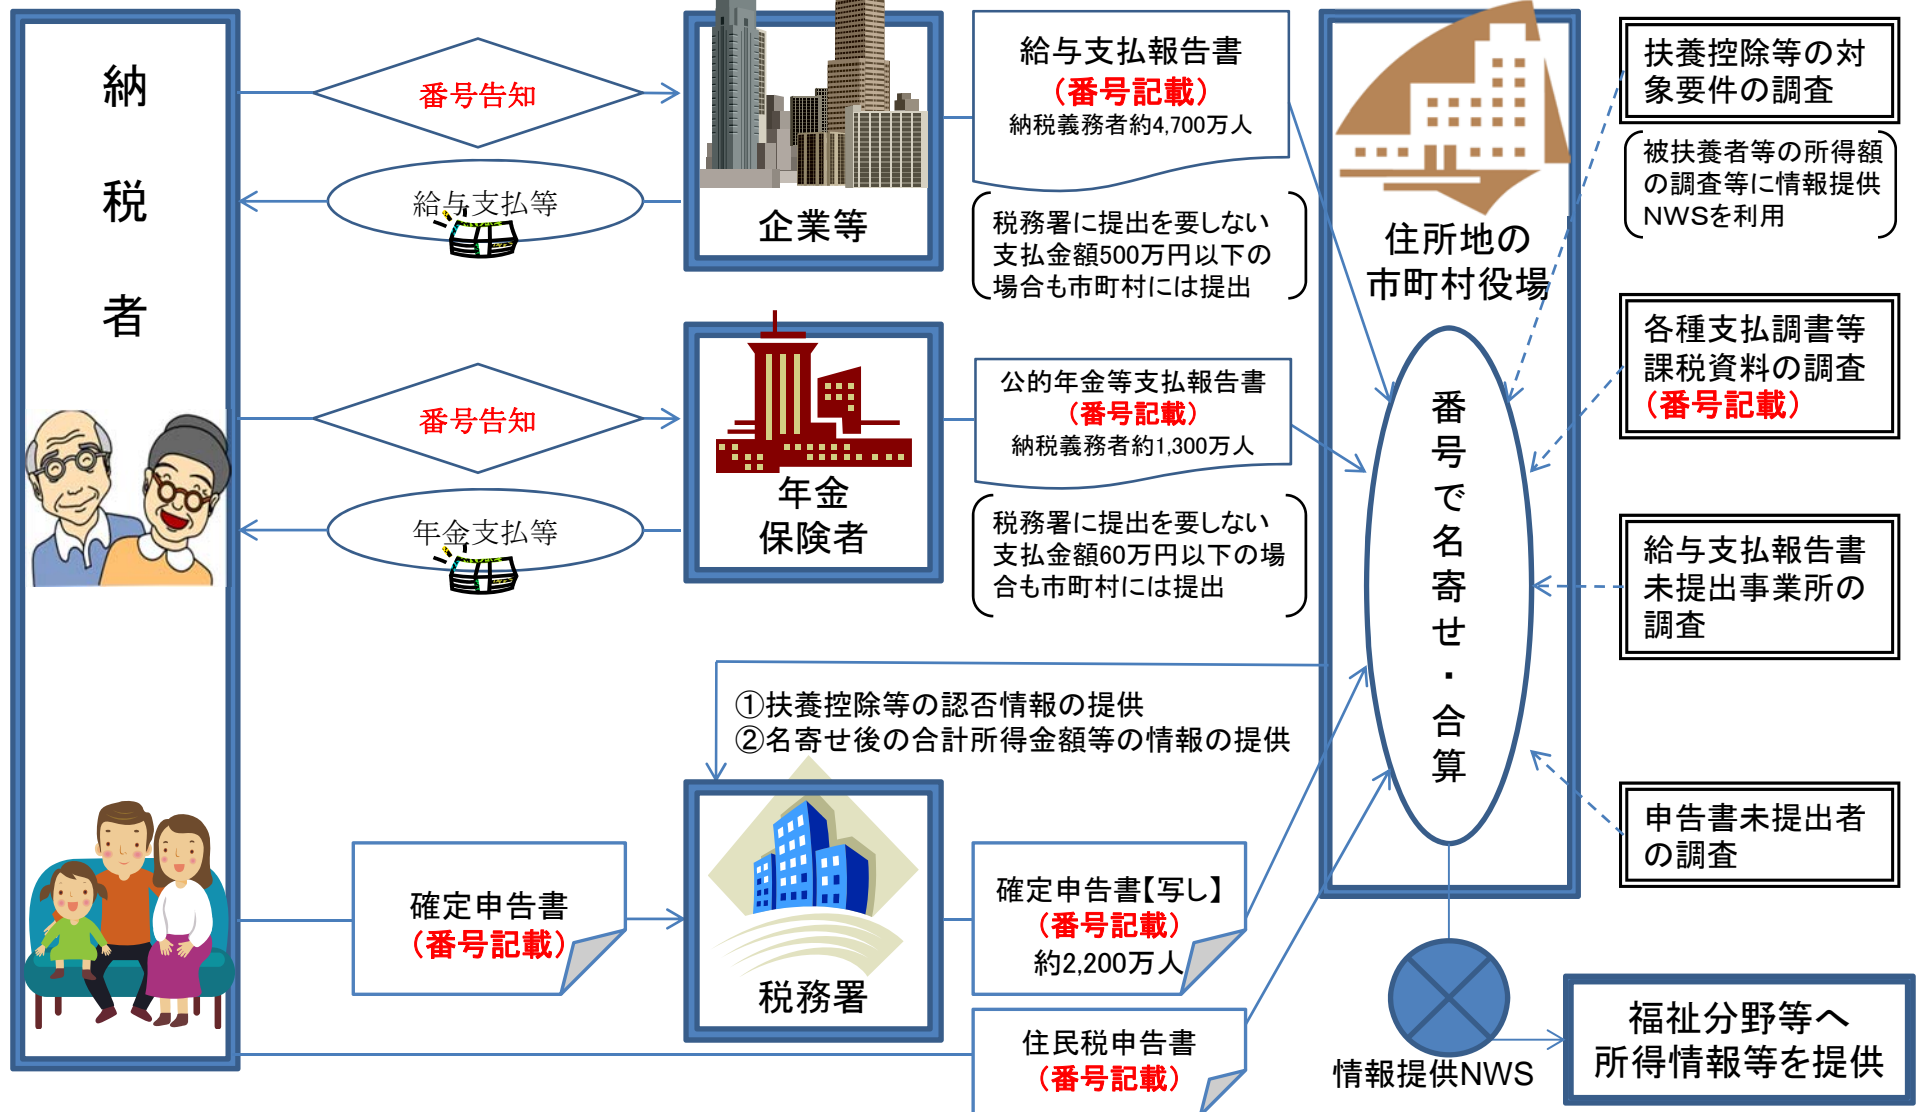 納
税
者
番号告知
給与支払等
企業等
給与支払報告書
（番号記載）
納税義務者約4,700万人
税務署に提出を要しない
支払金額500万円以下の
場合も市町村には提出
番号告知
年金支払等
年金
保険者
公的年金等支払報告書
（番号記載）
納税義務者約1,300万人
税務署に提出を要しない
支払金額60万円以下の場
合も市町村には提出
①扶養控除等の認否情報の提供
②名寄せ後の合計所得金額等の情報の提供
確定申告書
（番号記載）
税務署
確定申告書【写し】
（番号記載）
約2,200万人
住民税申告書
（番号記載）
住所地の
市町村役場
番号で名寄せ・合算
情報提供NWS
扶養控除等の対
象要件の調査
被扶養者等の所得額
の調査等に情報提供
NWSを利用
各種支払調書等
課税資料の調査
（番号記載）
給与支払報告書
未提出事業所の
調査
申告書未提出者
の調査
福祉分野等へ
所得情報等を提供